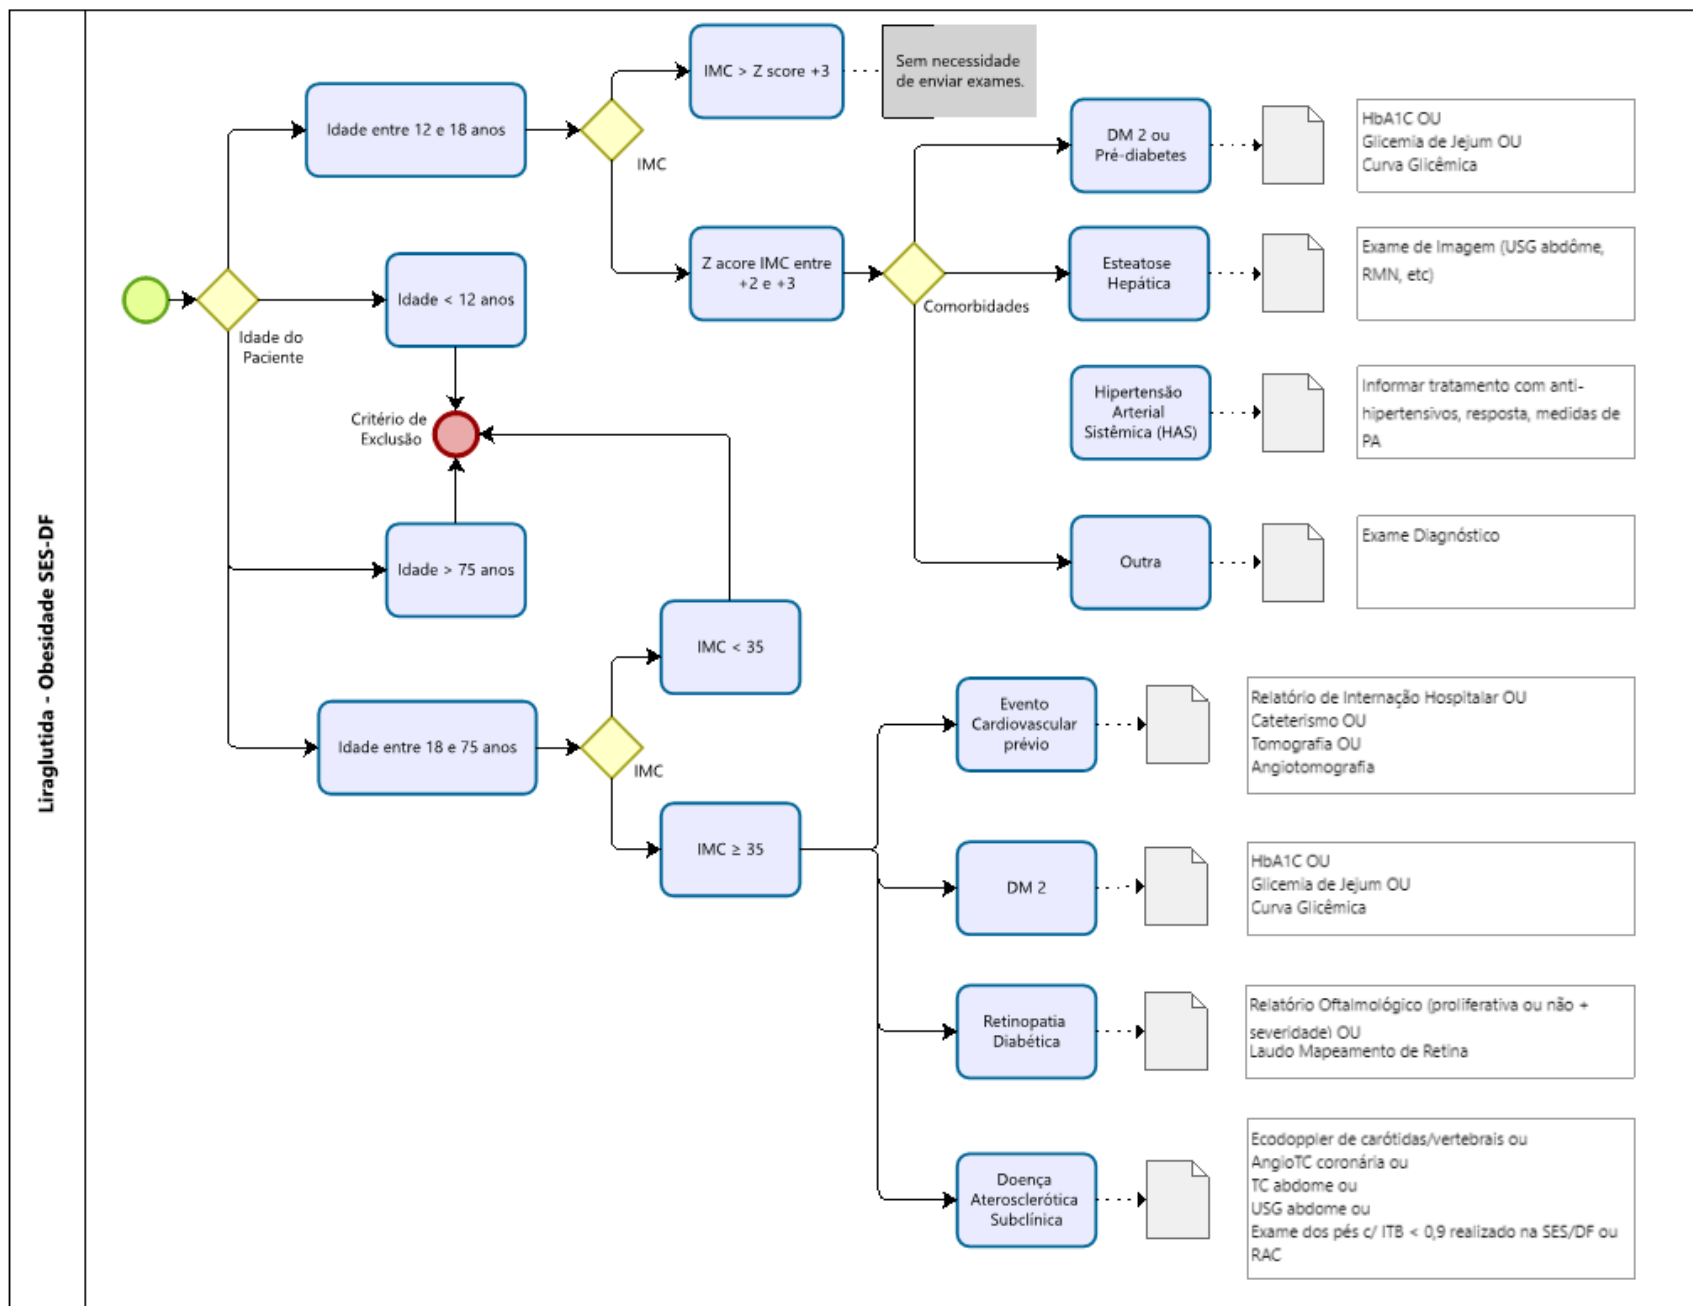 Liraglutida - Obesidade SES-DF
Idade do
Paciente
Idade entre 12 e 18 anos
IMC
IMC > Z score +3
Sem necessidade
de enviar exames.
Z acore IMC entre
+2 e +3
Comorbidades
DM 2 ou
Pré-diabetes
HbA1C OU
Glicemia de Jejum OU
Curva Glicêmica
Esteatose
Hepática
Exame de Imagem (USG abdôme,
RMN, etc)
Hipertensão
Arterial
Sistêmica (HAS)
Informar tratamento com anti-
hipertensivos, resposta, medidas de
PA
Outra
Exame Diagnóstico
Idade < 12 anos
Critério de
Exclusão
Idade > 75 anos
Idade entre 18 e 75 anos
IMC
IMC < 35
IMC ≥ 35
Evento
Cardiovascular
prévio
Relatório de Internação Hospitalar OU
Cateterismo OU
Tomografia OU
Angiotomografia
DM 2
HbA1C OU
Glicemia de Jejum OU
Curva Glicêmica
Retinopatia
Diabética
Relatório Oftalmológico (proliferativa ou não +
severidade) OU
Laudo Mapeamento de Retina
Doença
Aterosclerótica
Subclínica
Ecodoppler de carótidas/vertebrais ou
AngioTC coronária ou
TC abdome ou
USG abdome ou
Exame dos pés c/ ITB < 0,9 realizado na SES/DF ou
RAC